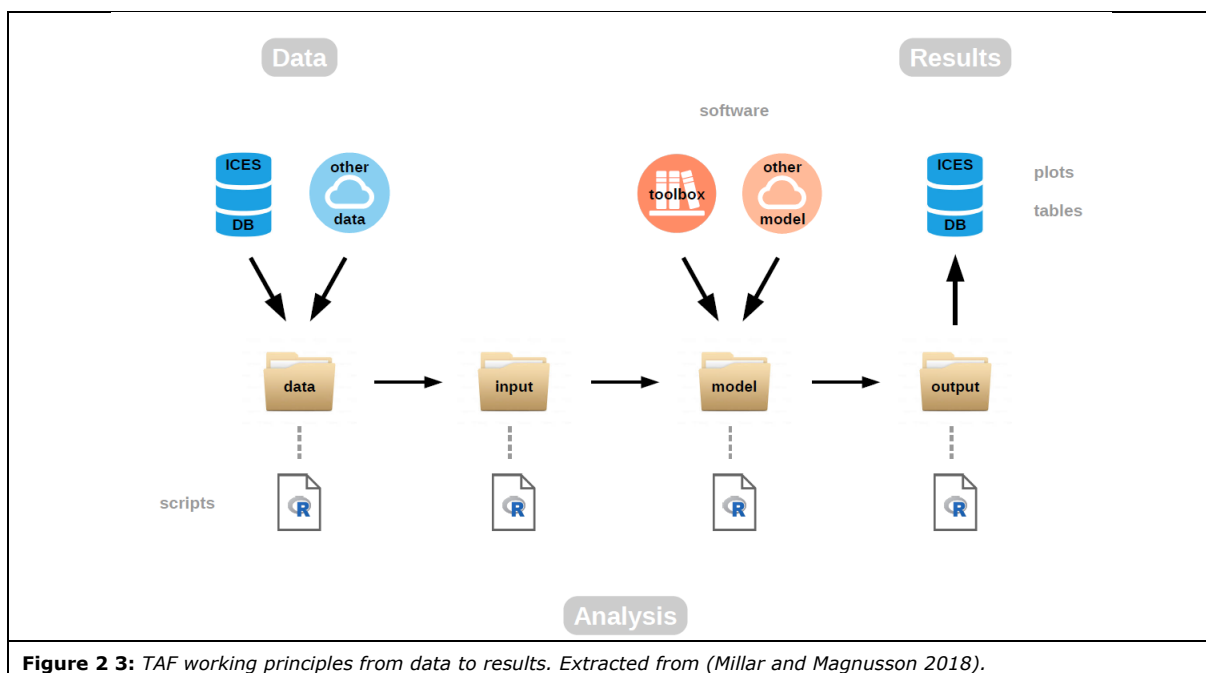 Data
Results
software
ICES
DB
other
data
toolbox
other
model
ICES
DB
plots
tables
data
input
model
output
scripts
R
R
R
R
Analysis
Figure 2 3: TAF working principles from data to results. Extracted from (Millar and Magnusson 2018).